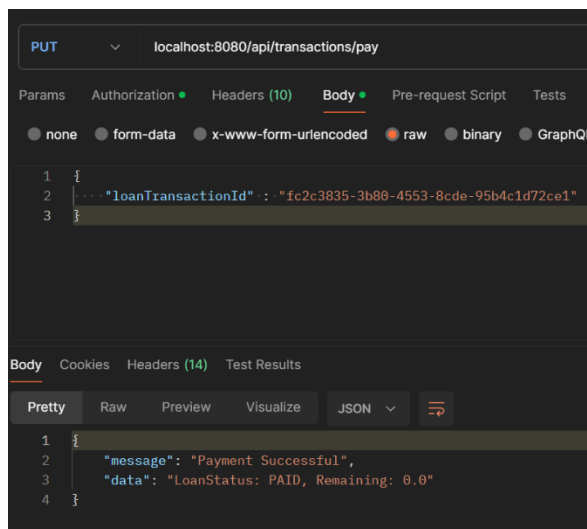 PUT localhost:8080/api/transactions/pay
Params Authorization Headers (10) Body Pre-request Script Tests
none form-data x-www-form-urlencoded raw binary GraphQL
1 {
2 "loanTransactionId" : "fc2c3835-3b80-4553-8cde-95b4c1d72ce1"
3 }
Body Cookies Headers (14) Test Results
Pretty Raw Preview Visualize JSON
1 {
2 "message": "Payment Successful",
3 "data": "LoanStatus: PAID, Remaining: 0.0"
4 }